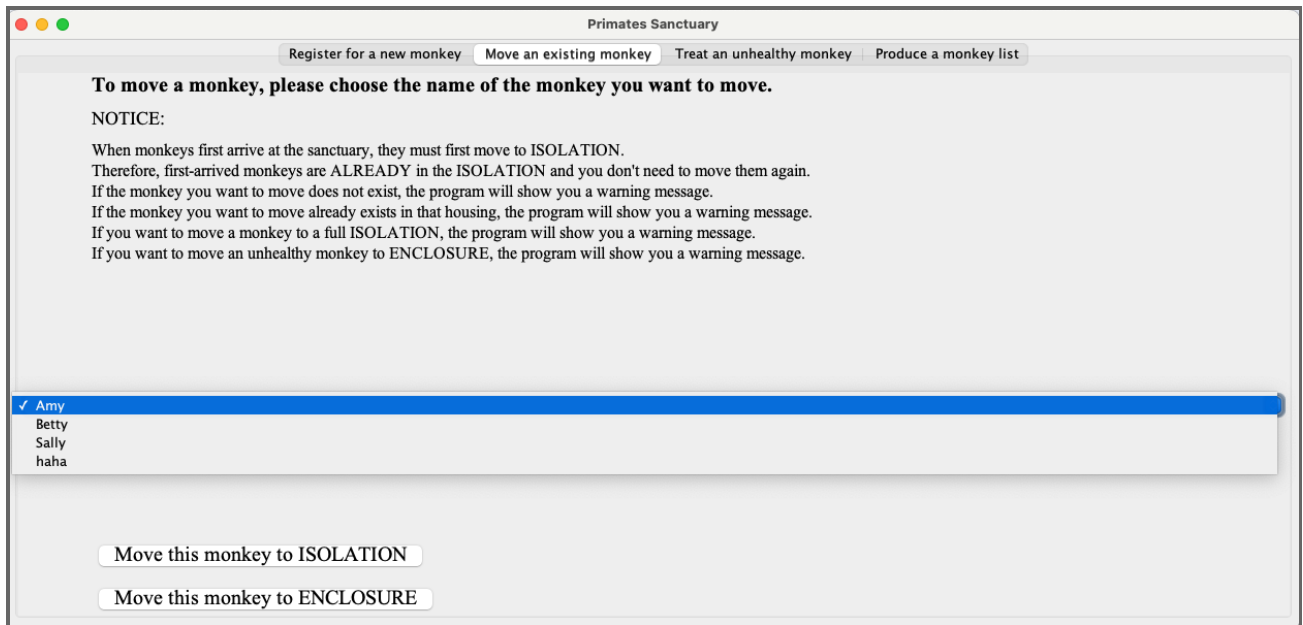 Primates Sanctuary
Register for a new monkey Move an existing monkey Treat an unhealthy monkey Produce a monkey list
To move a monkey, please choose the name of the monkey you want to move.
NOTICE:
When monkeys first arrive at the sanctuary, they must first move to ISOLATION.
Therefore, first-arrived monkeys are ALREADY in the ISOLATION and you don't need to move them again.
If the monkey you want to move does not exist, the program will show you a warning message.
If the monkey you want to move already exists in that housing, the program will show you a warning message.
If you want to move a monkey to a full ISOLATION, the program will show you a warning message.
If you want to move an unhealthy monkey to ENCLOSURE, the program will show you a warning message.
✓ Amy
Betty
Sally
haha
Move this monkey to ISOLATION
Move this monkey to ENCLOSURE